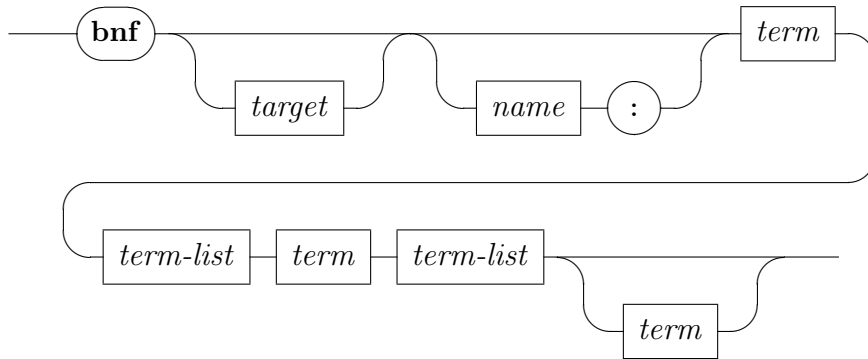 bnf term
target name :
term-list term term-list
term